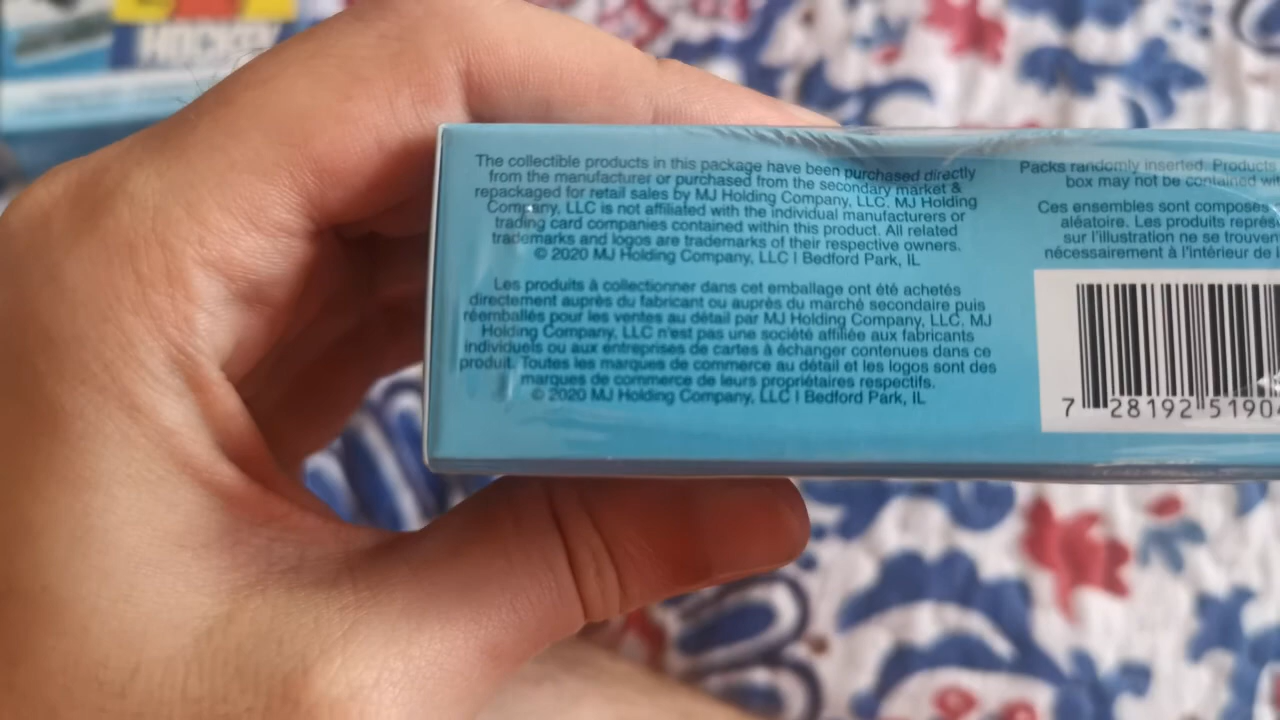 HOCKEY
The collectible products in this package have been purchased directly
from the manufacturer or purchased from the secondary market &
repackaged for retail sales by MJ Holding Company, LLC. MJ Holding
Company, LLC is not affiliated with the individual manufacturers or
trading card companies contained within this product. All related
trademarks and logos are trademarks of their respective owners.
© 2020 MJ Holding Company, LLC I Bedford Park, IL
Les produits à collectionner dans cet emballage ont été achetés
directement auprès du fabricant ou auprès du marché secondaire puis
réemballés pour les ventes au détail par MJ Holding Company, LLC. MJ
Holding Company, LLC n'est pas une société affiliée aux fabricants
individuels ou aux entreprises de cartes à échanger contenues dans ce
produit. Toutes les marques de commerce au détail et les logos sont des
marques de commerce de leurs propriétaires respectifs.
© 2020 MJ Holding Company, LLC I Bedford Park, IL
Packs randomly inserted. Products
box may not be contained
Ces ensembles sont
aléatoire. Les produits
sur l'illustration ne se
nécessairement à l'intérieur de
7 28192 5190